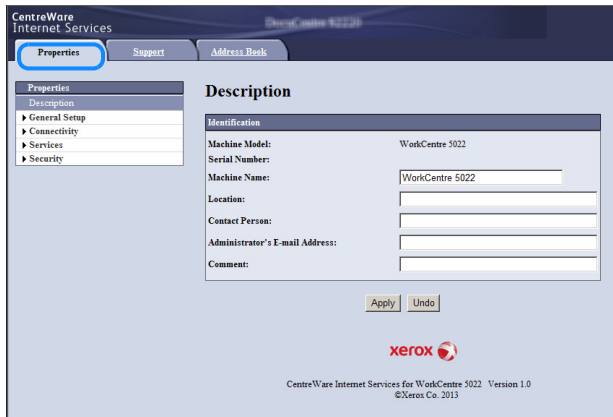 CentreWare
Internet Services
Properties
Support
Address Book
Properties
Description
General Setup
Connectivity
Services
Security
Description
Identification
Machine Model: WorkCentre 5022
Serial Number:
Machine Name: WorkCentre 5022
Location:
Contact Person:
Administrator's E-mail Address:
Comment:
Apply Undo
xerox
CentreWare Internet Services for WorkCentre 5022 Version 1.0
©Xerox Co. 2013